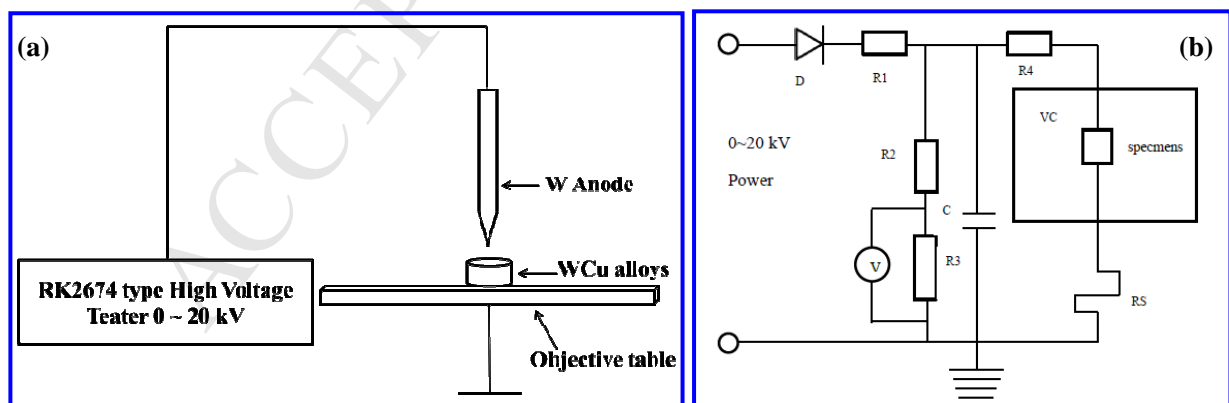 (a)
ACCEP
W Anode
WCu alloys
RK2674 type High Voltage
Teater 0 ~ 20 kV
Ohjective table
(b)
D
R1
R4
VC
specmens
0~20 kV
Power
R2
C
V
R3
RS